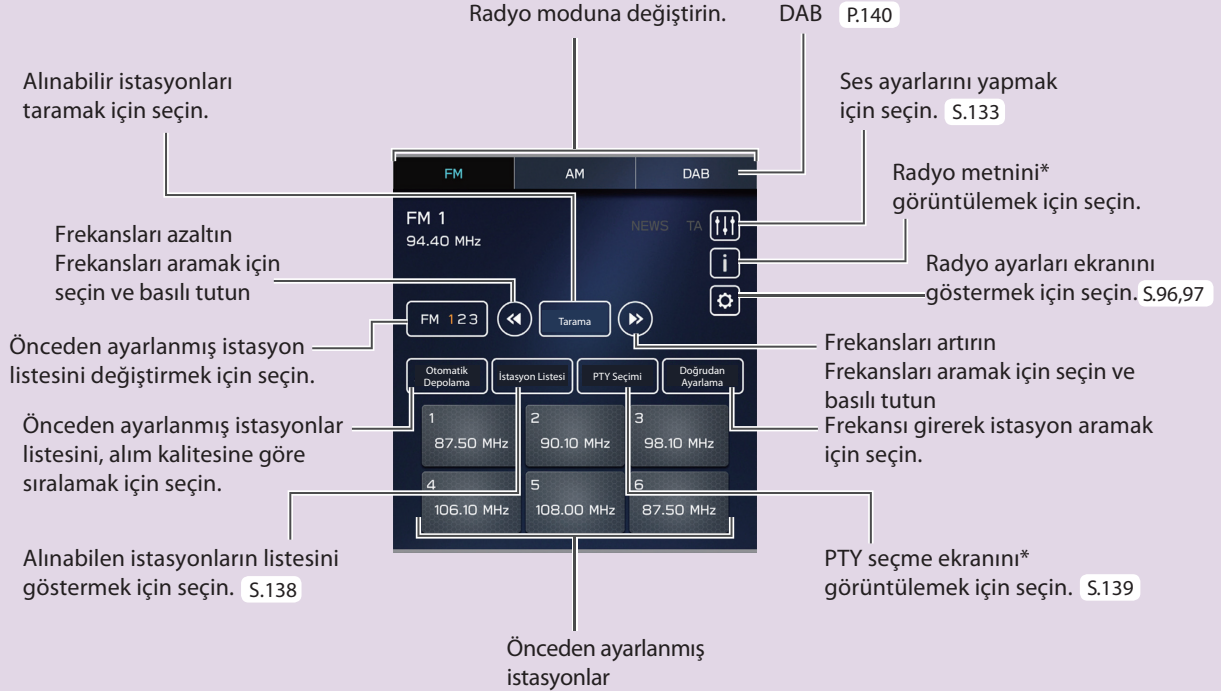 Radyo moduna değiştirin.
DAB P.140
Alınabilir istasyonları
taramak için seçin.
Ses ayarlarını yapmak
için seçin. S.133
Radyo metnini*
görüntülemek için seçin.
Frekansları azaltın
Frekansları aramak için
seçin ve basılı tutun
Radyo ayarları ekranını
göstermek için seçin. S.96,97
Önceden ayarlanmış istasyon
listesini değiştirmek için seçin.
Frekansları artırın
Frekansları aramak için seçin ve
basılı tutun
Önceden ayarlanmış istasyonlar
listesini, alım kalitesine göre
sıralamak için seçin.
Frekansı girerek istasyon aramak
için seçin.
Alınabilen istasyonların listesini
göstermek için seçin. S.138
PTY seçme ekranını*
görüntülemek için seçin. S.139
Önceden ayarlanmış
istasyonlar
FM AM DAB
FM 1
94.40 MHz
NEWS TA
i
FM 1 2 3
Tarama
Otomatik
Depolama
İstasyon Listesi
PTY Seçimi
Doğrudan
Ayarlama
1
87.50 MHz
2
90.10 MHz
3
98.10 MHz
4
106.10 MHz
5
108.00 MHz
6
87.50 MHz